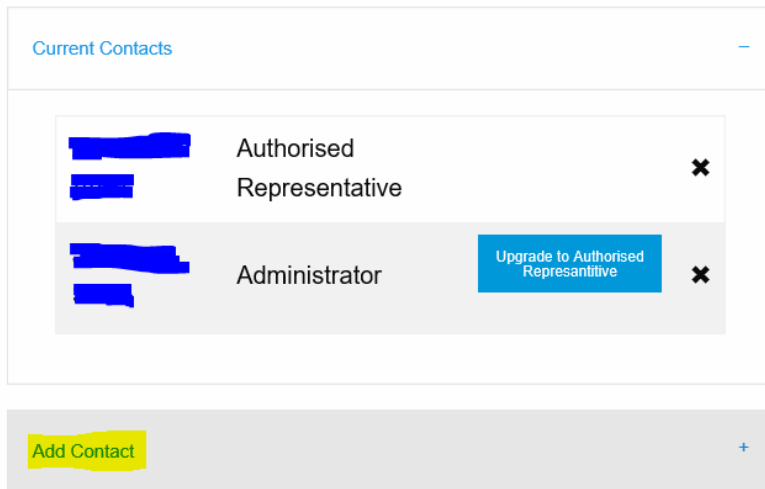 Current Contacts
Authorised
Representative
Administrator
Upgrade to Authorised
Represantitive
Add Contact